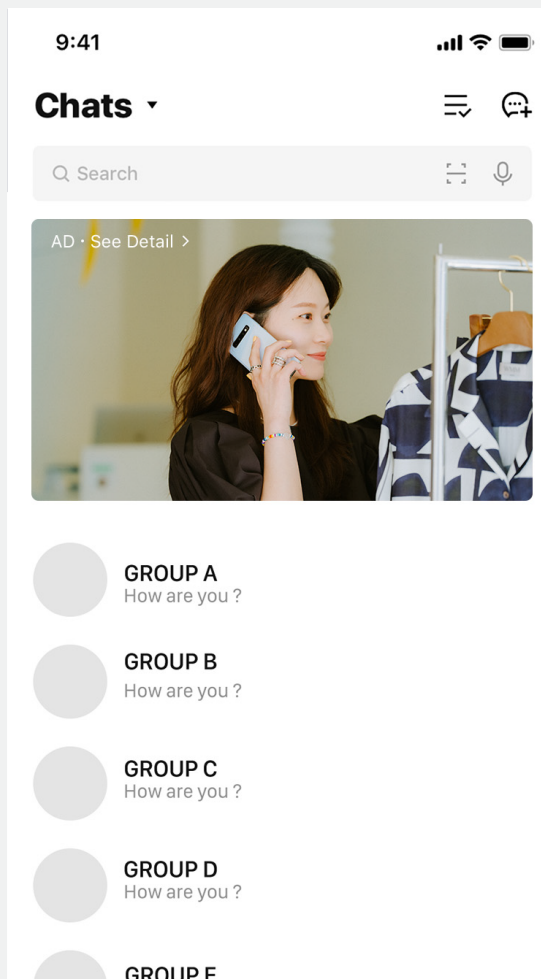 9:41
Chats
Search
AD · See Detail >
GROUP A
How are you ?
GROUP B
How are you ?
GROUP C
How are you ?
GROUP D
How are you ?